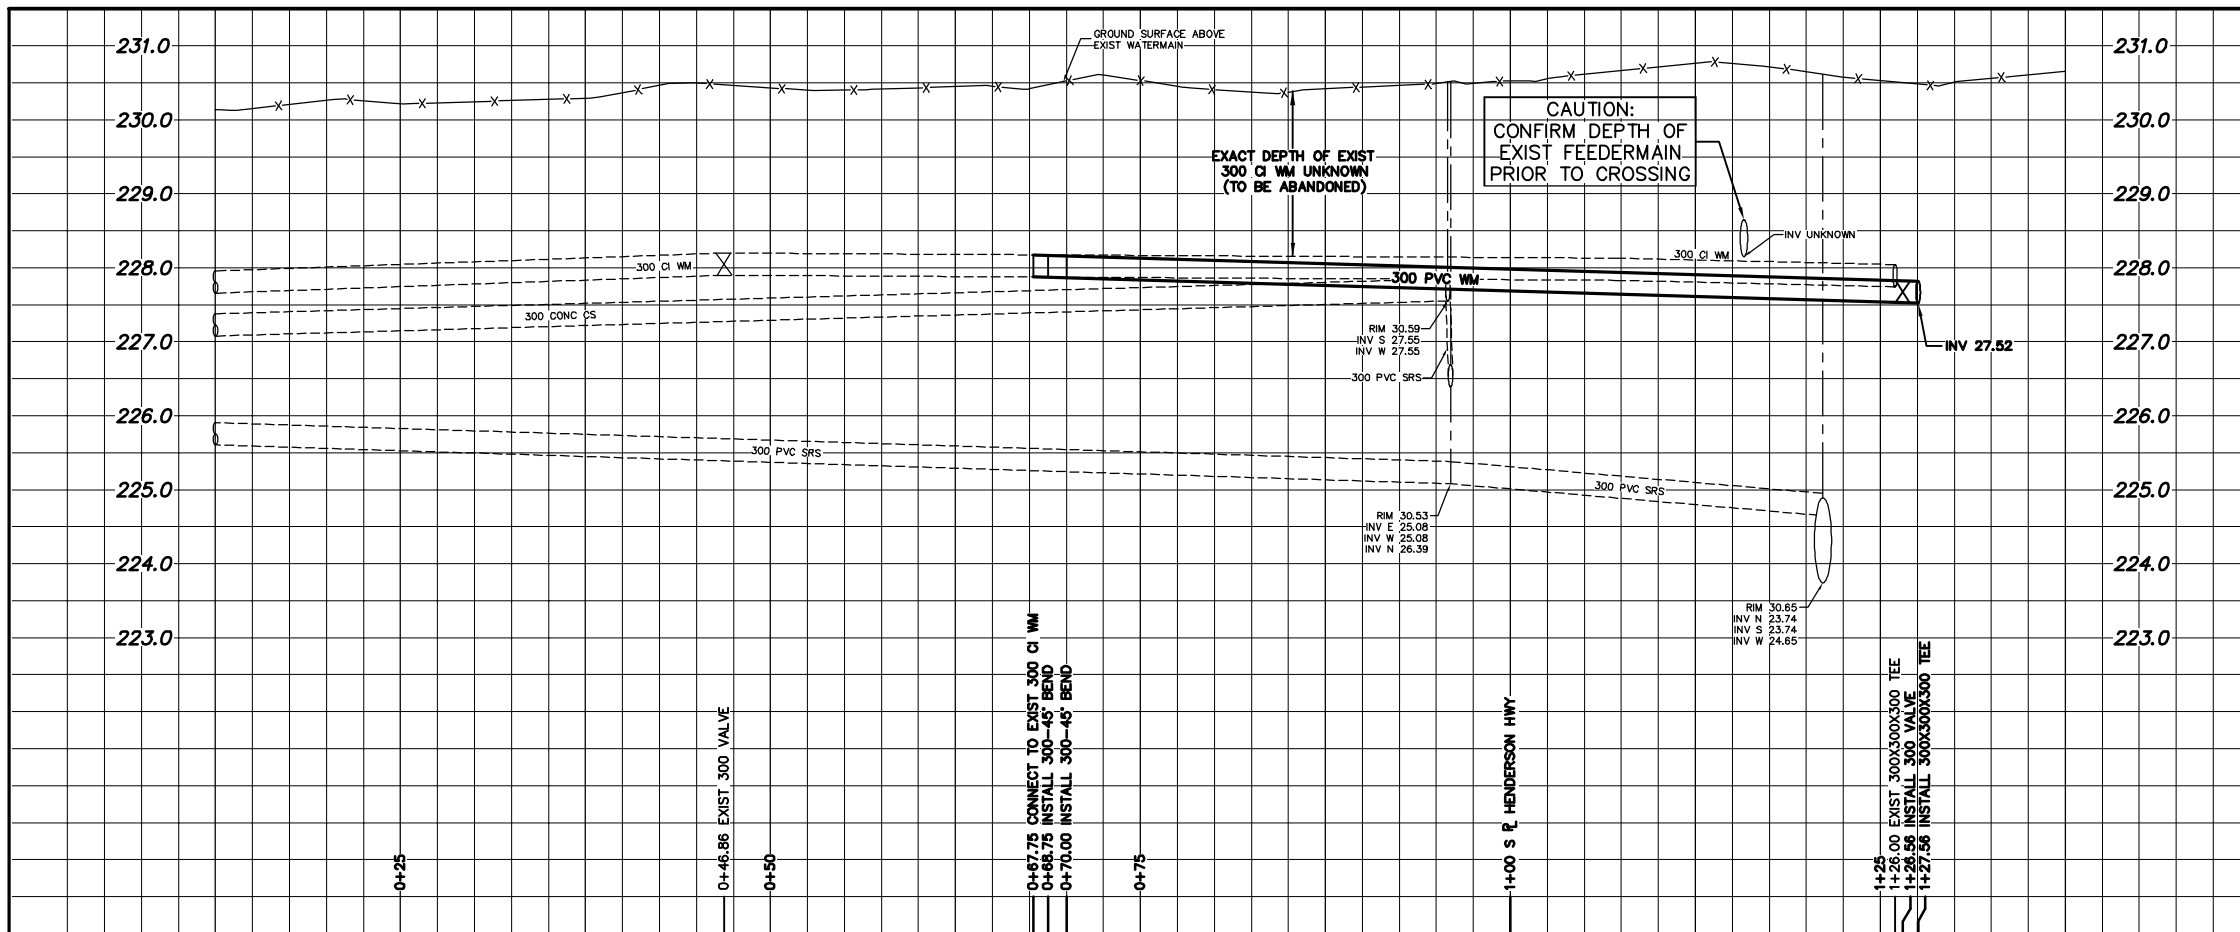 GROUND SURFACE ABOVE
EXIST WATERMAIN
231.0
231.0
230.0
230.0
229.0
229.0
228.0
228.0
227.0
227.0
226.0
226.0
225.0
225.0
224.0
224.0
223.0
223.0
CAUTION:
CONFIRM DEPTH OF
EXIST FEEDERMAIN
PRIOR TO CROSSING
EXACT DEPTH OF EXIST
300 CI WM UNKNOWN
(TO BE ABANDONED)
INV UNKNOWN
300 CI WM
300 CI WM
300 PVC WM
300 CONC CS
RIM 30.59
INV S 27.55
INV W 27.55
300 PVC SRS
INV 27.52
300 PVC SRS
300 PVC SRS
RIM 30.53
INV E 25.08
INV W 25.08
INV N 26.39
RIM 30.65
INV N 23.74
INV S 23.74
INV W 24.65
0+25
0+46.86 EXIST 300 VALVE
0+50
0+67.75 CONNECT TO EXIST 300 CI WM
0+68.75 INSTALL 300-45° BEND
0+70.00 INSTALL 300-45° BEND
0+75
1+00 S PL HENDERSON HWY
1+25
1+26.00 EXIST 300X300X300 TEE
1+26.56 INSTALL 300 VALVE
1+27.56 INSTALL 300X300X300 TEE